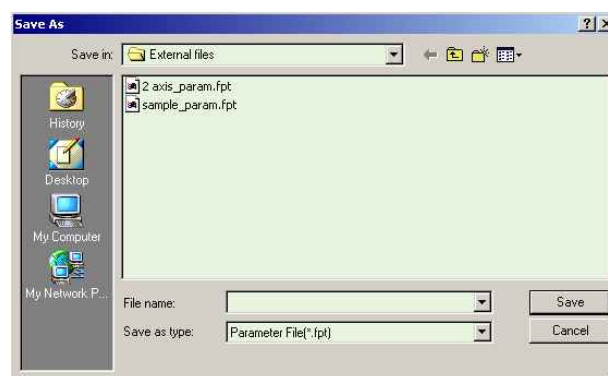 Save As
Save in: External files
2 axis_param.fpt
sample_param.fpt
History
Desktop
My Computer
My Network P...
File name:
Save
Save as type: Parameter File(*.fpt)
Cancel